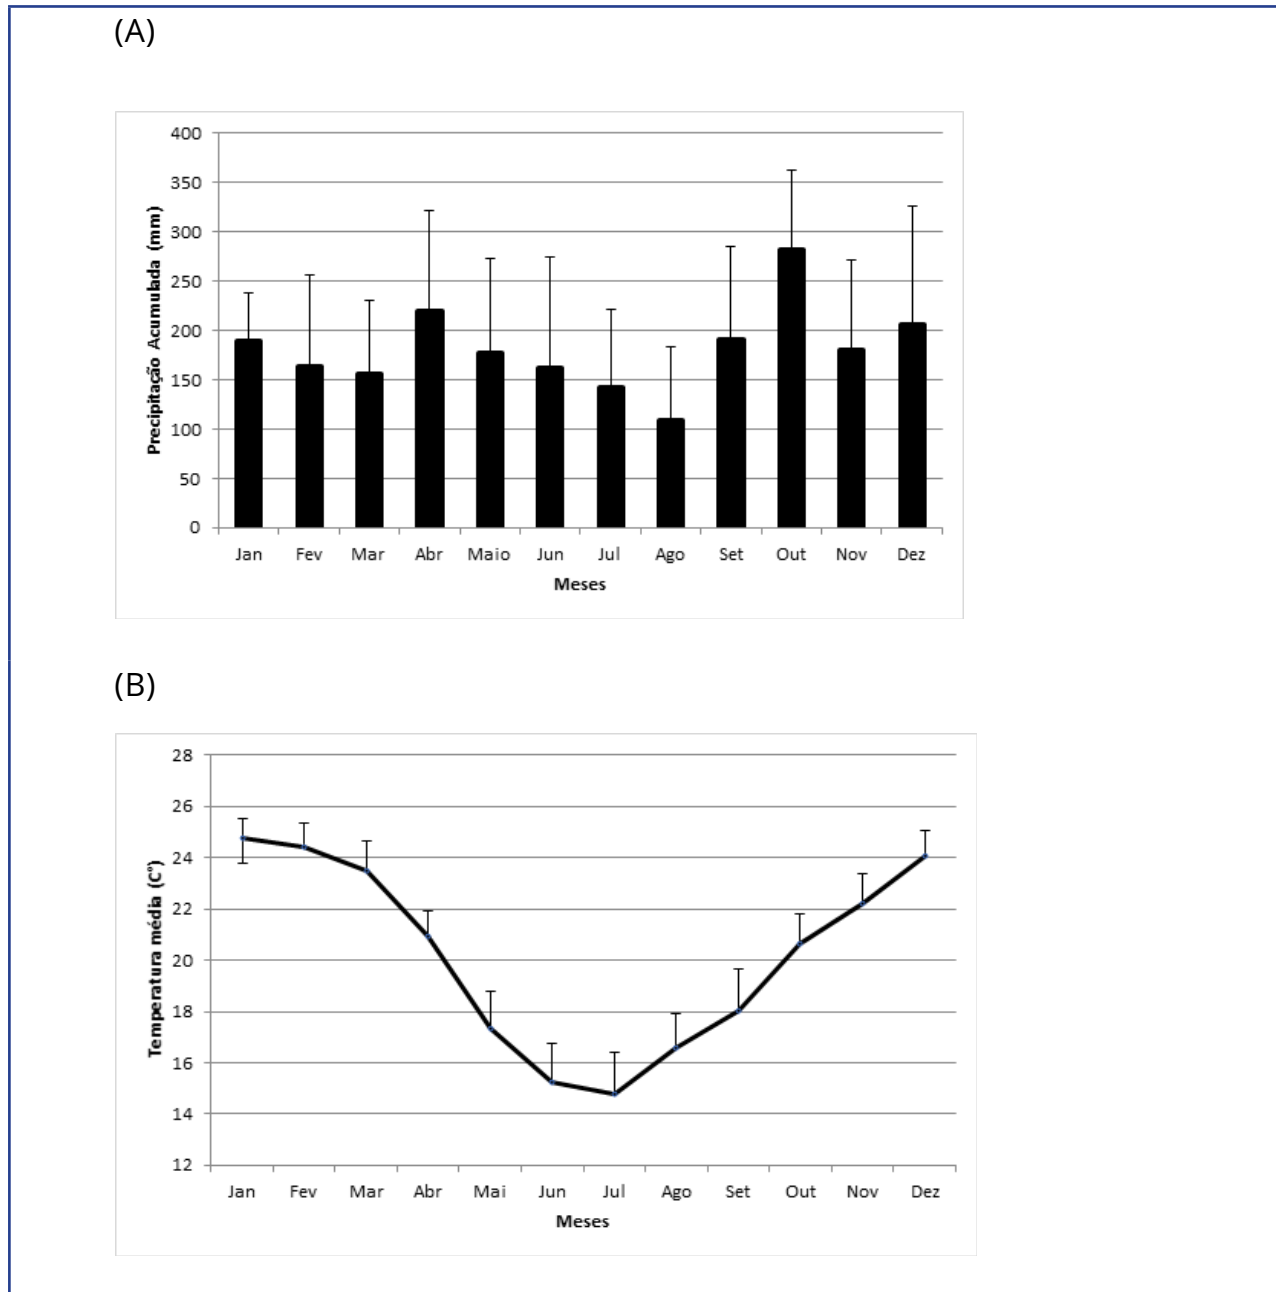 (A)
400
350
300
250
200
150
100
50
0
Precipitação Acumulada (mm)
Jan Fev Mar Abr Maio Jun Jul Ago Set Out Nov Dez
Meses
(B)
28
26
24
22
20
18
16
14
12
Temperatura média (C°)
Jan Fev Mar Abr Mai Jun Jul Ago Set Out Nov Dez
Meses